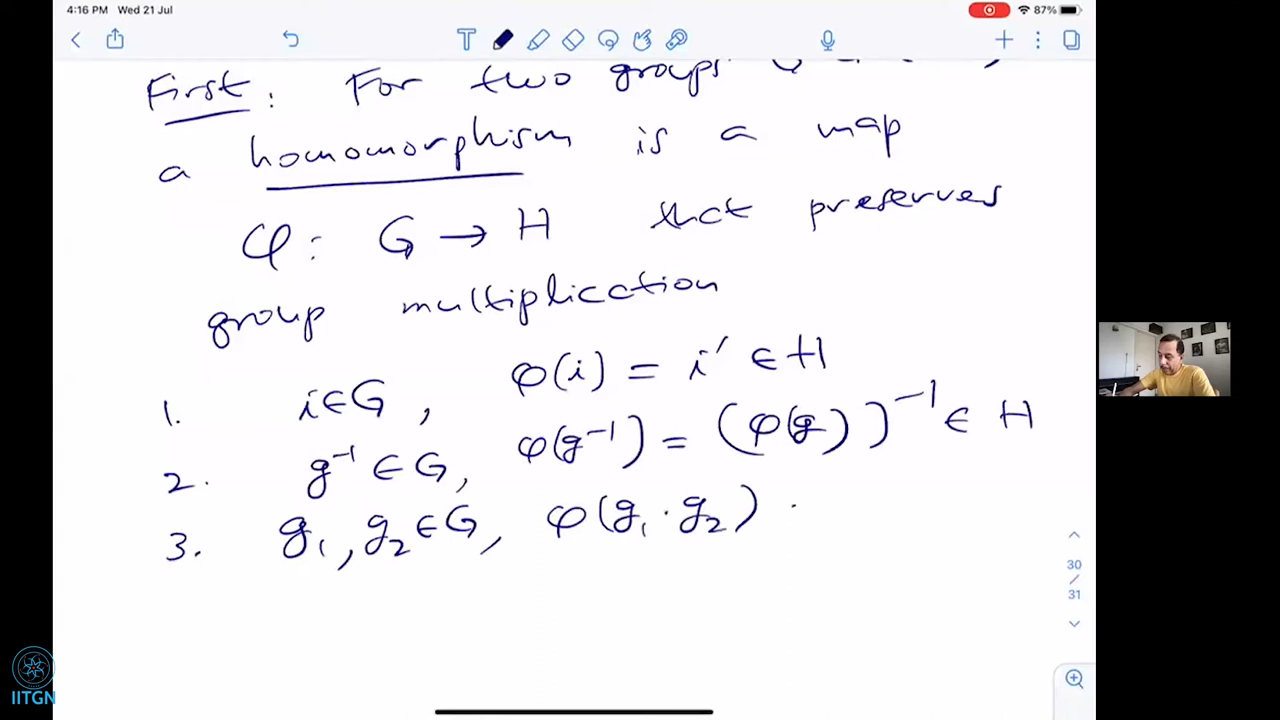 4:16 PM Wed 21 Jul
87%
First: For two groups
a homomorphism is a map
φ: G → H that preserves
group multiplication
1. i ∈ G, φ(i) = i′ ∈ H
2. g⁻¹ ∈ G, φ(g⁻¹) = (φ(g))⁻¹ ∈ H
3. g₁, g₂ ∈ G, φ(g₁ · g₂)
30
/
31
IITGN